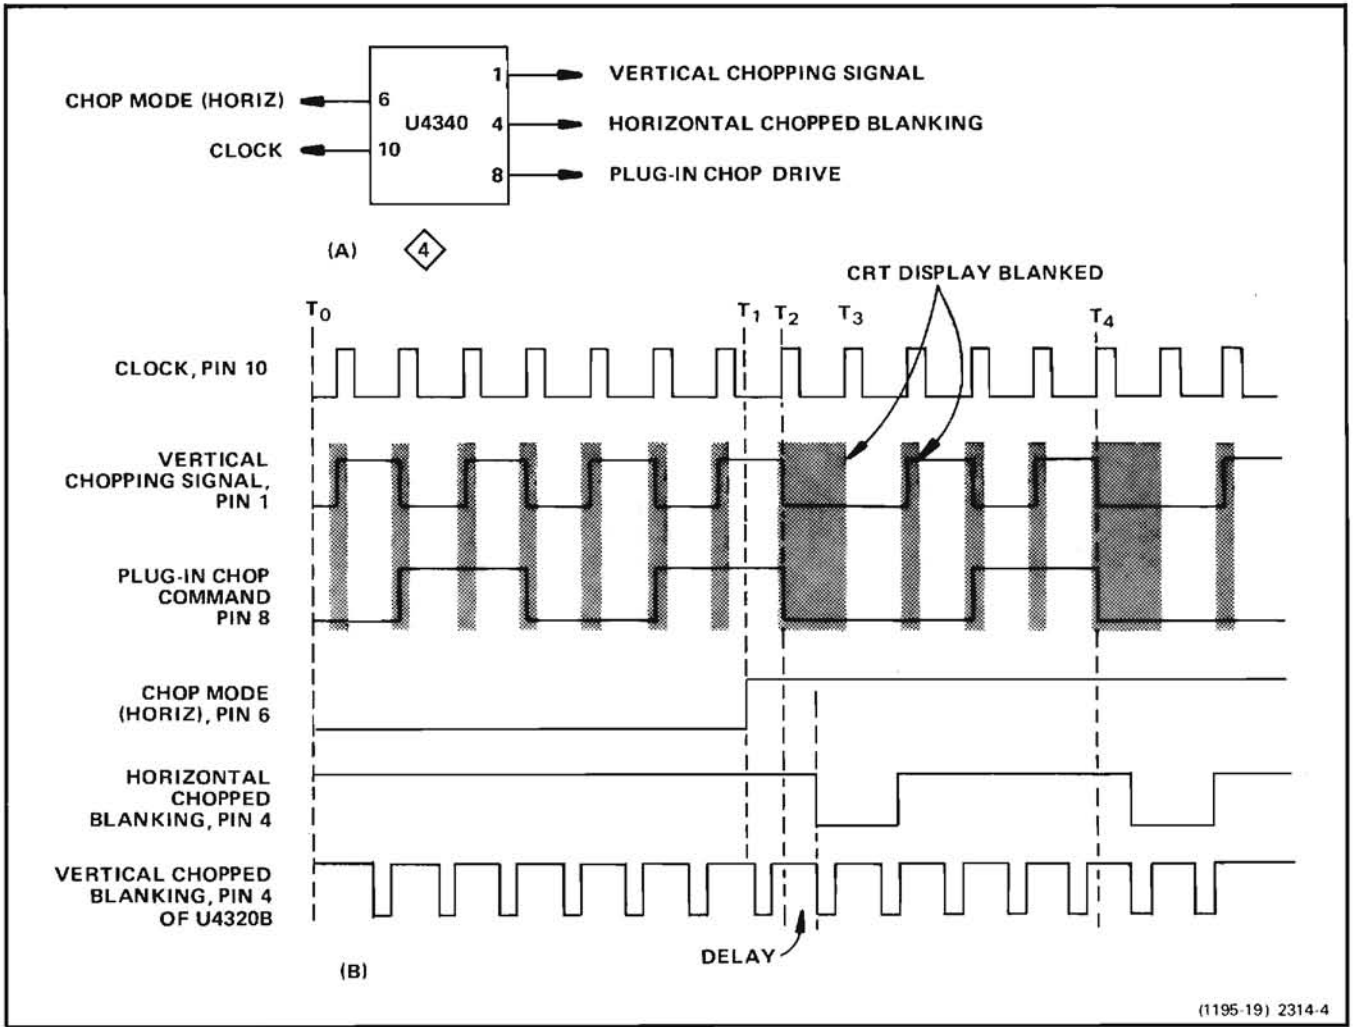 CHOP MODE (HORIZ)
CLOCK
6
10
U4340
1
4
8
VERTICAL CHOPPING SIGNAL
HORIZONTAL CHOPPED BLANKING
PLUG-IN CHOP DRIVE
(A)
4
CRT DISPLAY BLANKED
T0
T1
T2
T3
T4
CLOCK, PIN 10
VERTICAL
CHOPPING SIGNAL,
PIN 1
PLUG-IN CHOP
COMMAND
PIN 8
CHOP MODE
(HORIZ), PIN 6
HORIZONTAL
CHOPPED
BLANKING, PIN 4
VERTICAL CHOPPED
BLANKING, PIN 4
OF U4320B
DELAY
(B)
(1195-19) 2314-4